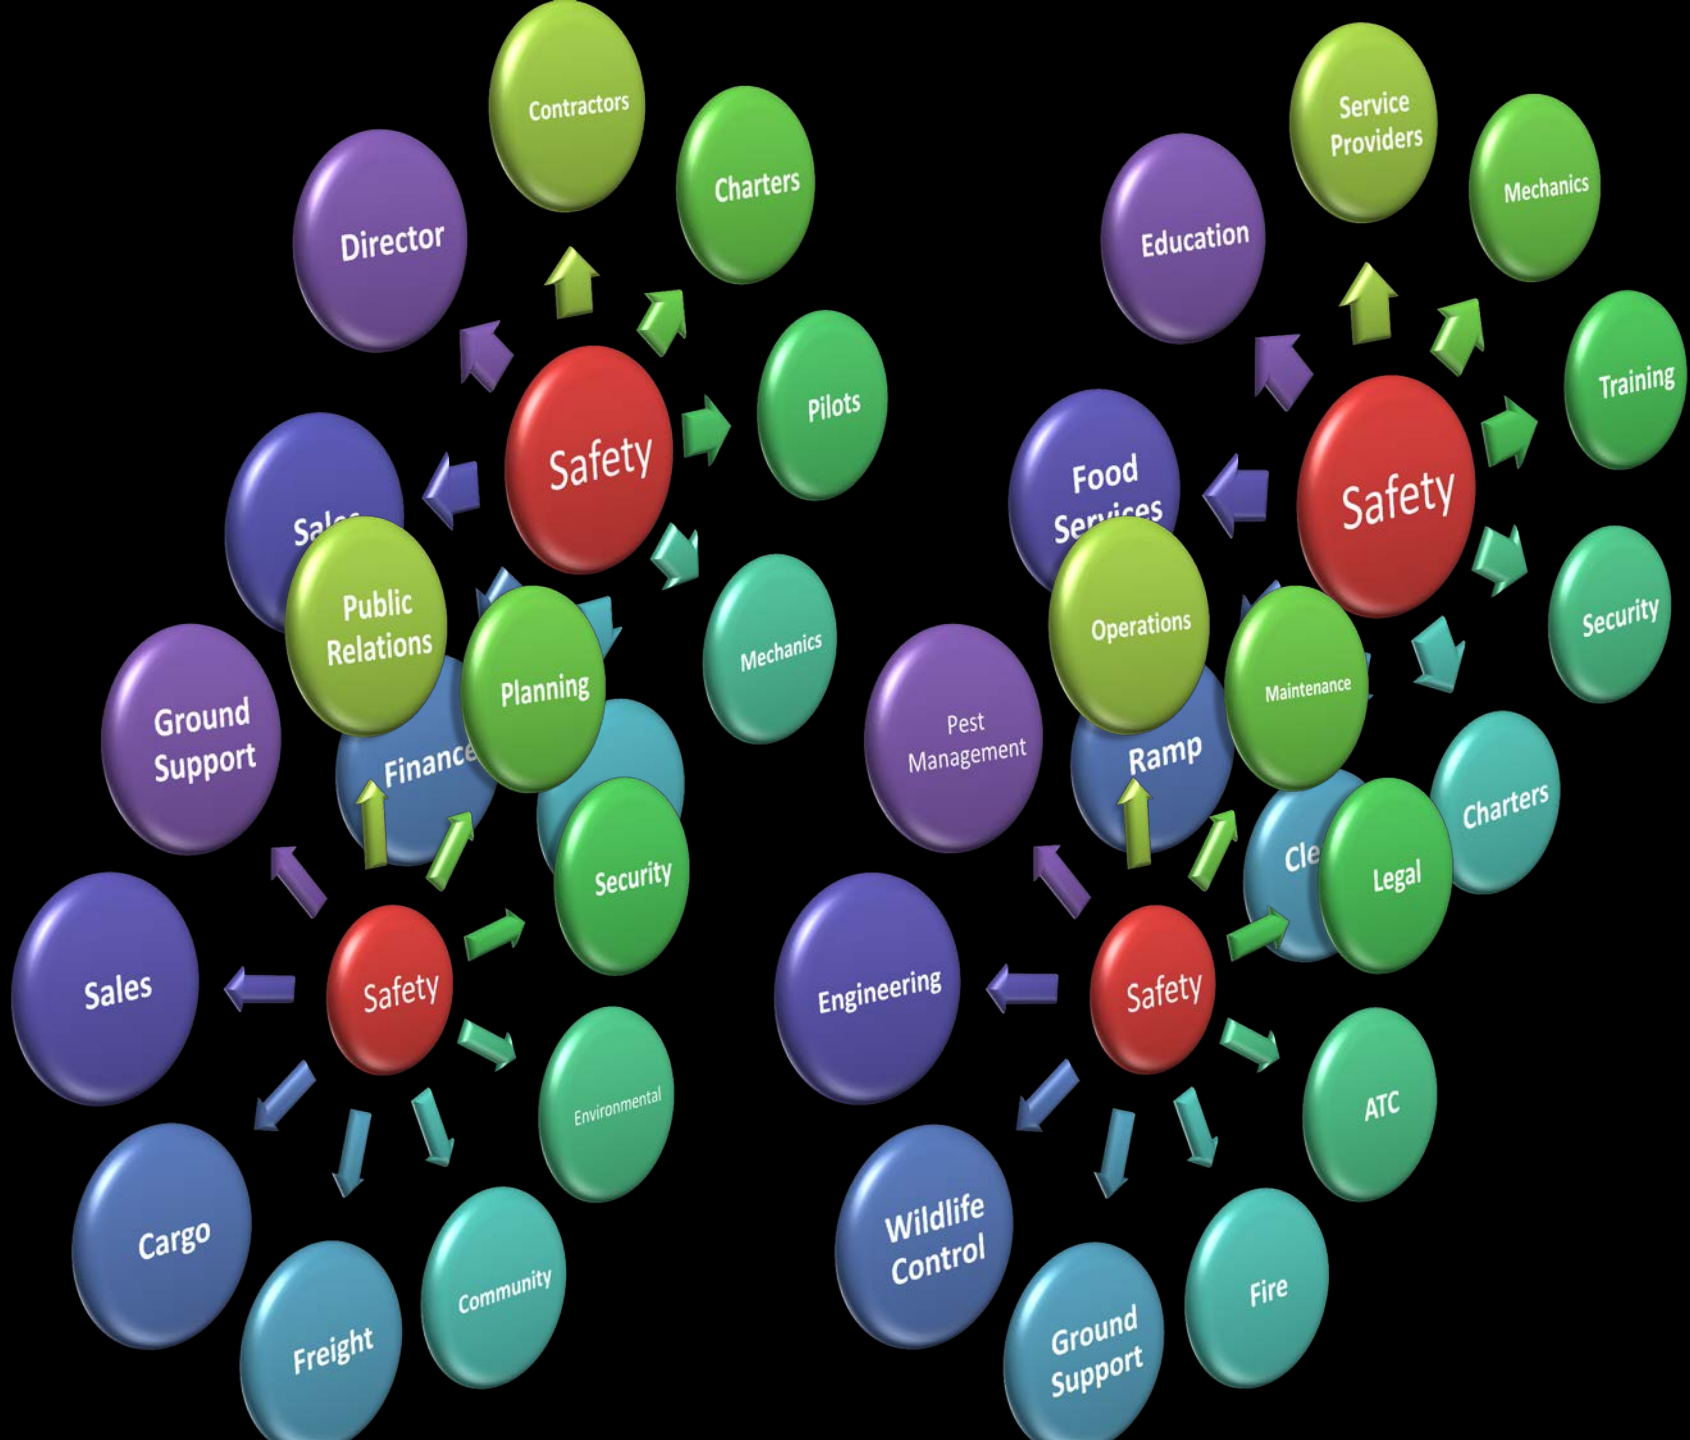 Contractors
Charters
Director
Pilots
Safety
Sales
Mechanics
Finance
Service
Providers
Mechanics
Education
Training
Safety
Food
Services
Security
Ramp
Charters
Public
Relations
Planning
Ground
Support
Security
Sales
Safety
Environmental
Cargo
Community
Freight
Operations
Maintenance
Pest
Management
Legal
Engineering
Safety
ATC
Wildlife
Control
Fire
Ground
Support